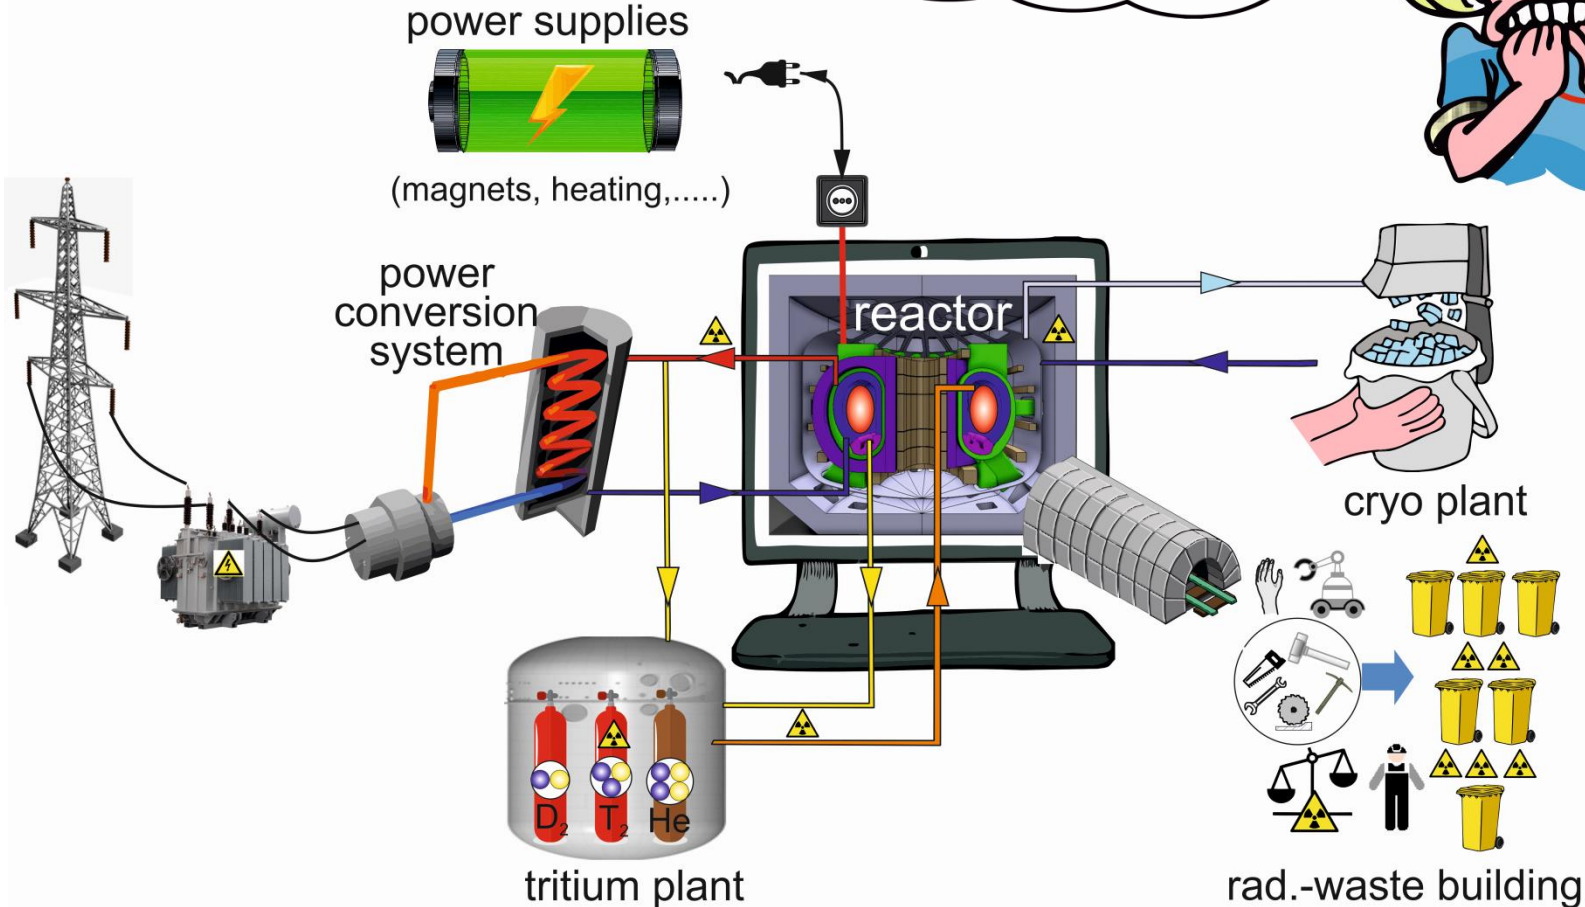 power supplies
(magnets, heating,.....)
power
conversion
system
reactor
cryo plant
D₂
T₂
He
tritium plant
rad.-waste building